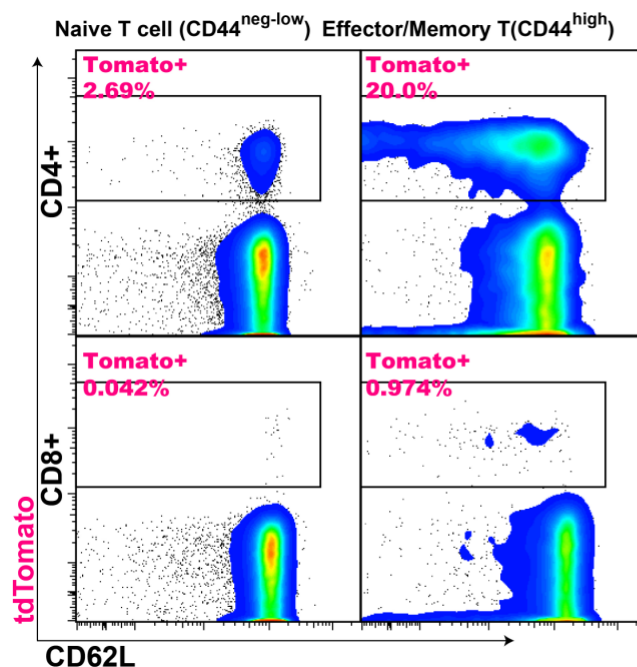 Naive T cell (CD44neg-low) Effector/Memory T(CD44high)
Tomato+
2.69%
Tomato+
20.0%
CD4+
Tomato+
0.042%
Tomato+
0.974%
CD8+
tdTomato
CD62L